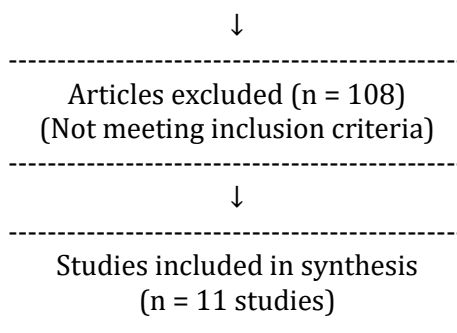 ↓
------------------------------------------------
Articles excluded (n = 108)
(Not meeting inclusion criteria)
------------------------------------------------
↓
------------------------------------------------
Studies included in synthesis
(n = 11 studies)